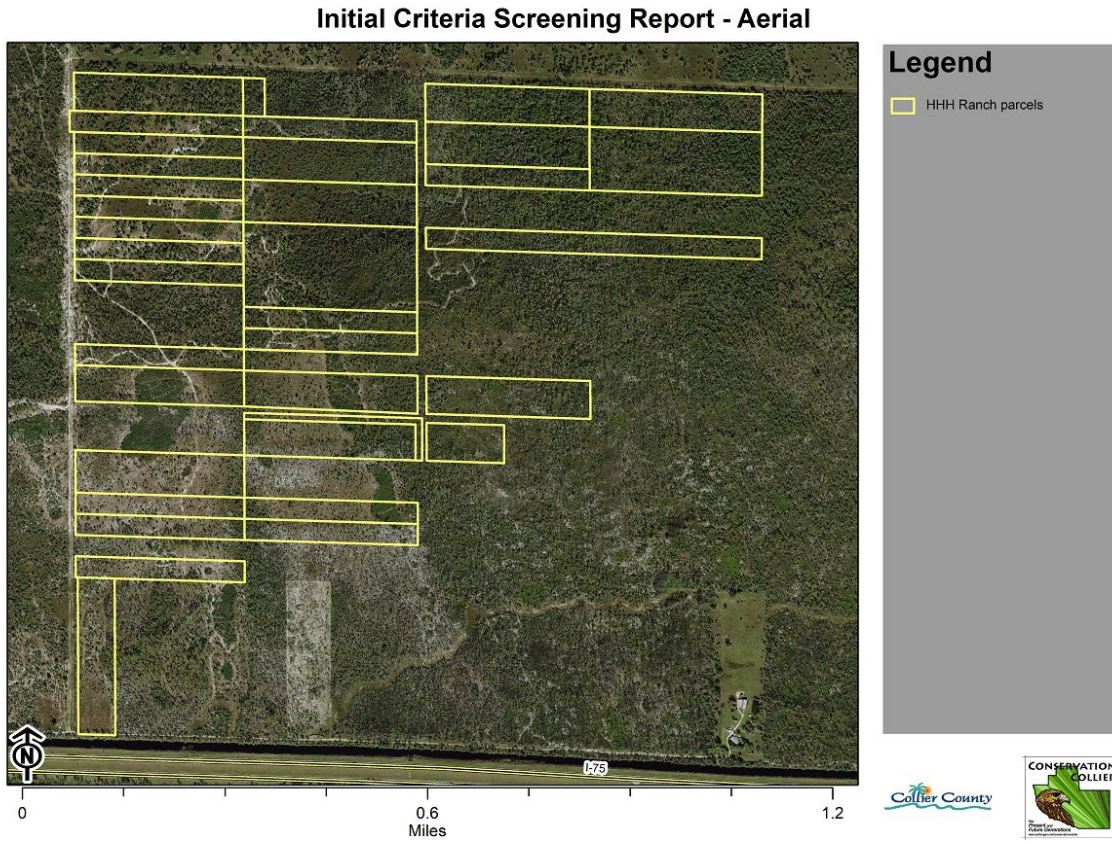 Initial Criteria Screening Report - Aerial
Legend
HHH Ranch parcels
N
I-75
0
0.6
1.2
Miles
Collier County
CONSERVATION
COLLIER